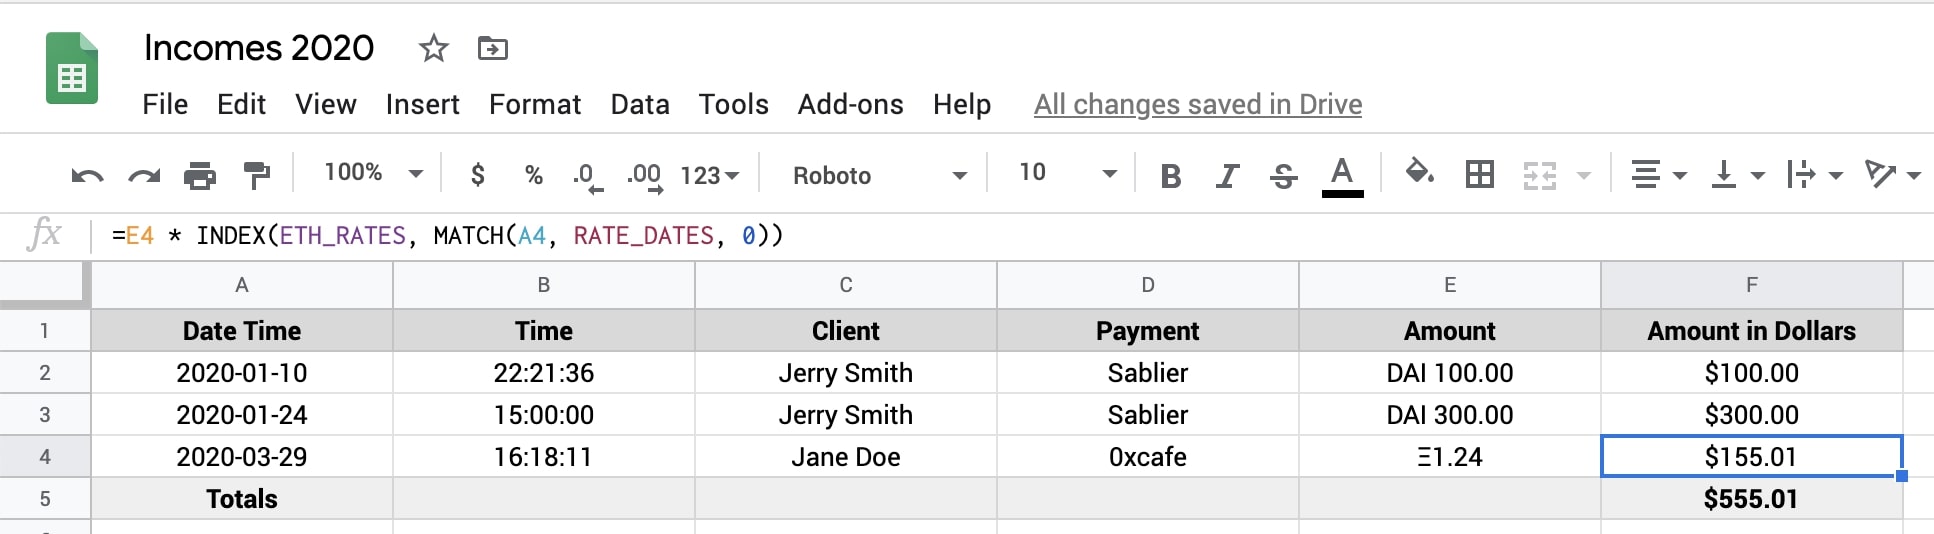 Incomes 2020
File Edit View Insert Format Data Tools Add-ons Help All changes saved in Drive
100% $ % .0 .00 123 Roboto 10 B I S A
fx =E4 * INDEX(ETH_RATES, MATCH(A4, RATE_DATES, 0))
A B C D E F
1 Date Time Time Client Payment Amount Amount in Dollars
2 2020-01-10 22:21:36 Jerry Smith Sablier DAI 100.00 $100.00
3 2020-01-24 15:00:00 Jerry Smith Sablier DAI 300.00 $300.00
4 2020-03-29 16:18:11 Jane Doe 0xcafe Ξ1.24 $155.01
5 Totals $555.01